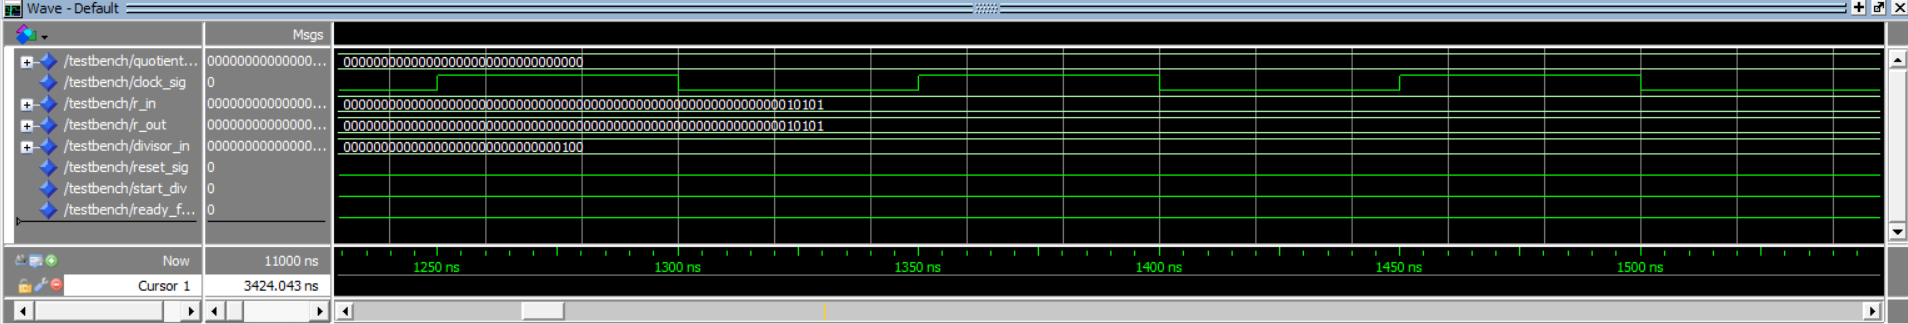 Wave - Default
Msgs
/testbench/quotient... 00000000000000... 00000000000000000000000000000000
/testbench/clock_sig 0
/testbench/r_in 00000000000000... 0000000000000000000000000000000000000000000000000000000000010101
/testbench/r_out 00000000000000... 0000000000000000000000000000000000000000000000000000000000010101
/testbench/divisor_in 00000000000000... 00000000000000000000000000000100
/testbench/reset_sig 0
/testbench/start_div 0
/testbench/ready_f... 0
Now 11000 ns
1250 ns 1300 ns 1350 ns 1400 ns 1450 ns 1500 ns
Cursor 1 3424.043 ns